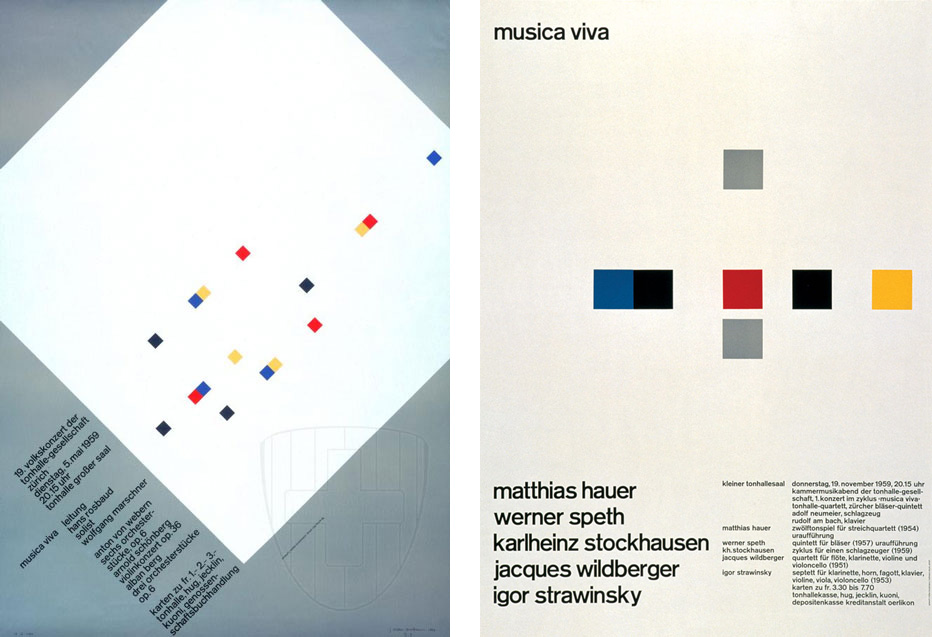 19. volkskonzert der
tonhalle-gesellschaft
zürich
dienstag, 5. mai 1959
20.15 uhr
tonhalle großer saal
musica viva
leitung
hans rosbaud
solist
wolfgang marschner
anton von webern
sechs orchester-
stücke op. 6
arnold schönberg
violinkonzert op. 36
alban berg
drei orchesterstücke
op. 6
karten zu fr. 1.–2.–3.–
tonhalle, hug, jecklin,
kuoni, genossen-
schaftsbuchhandlung
musica viva
matthias hauer
werner speth
karlheinz stockhausen
jacques wildberger
igor strawinsky
kleiner tonhallesaal
donnerstag, 19. november 1959, 20.15 uhr
kammermusikabend der tonhalle-gesell-
schaft, 1. konzert im zyklus ‹musica viva›
tonhalle-quartett, zürcher bläser-quintett
adolf neumeier, schlagzeug
rudolf am bach, klavier
matthias hauer
zwölftonspiel für streichquartett (1954)
uraufführung
werner speth
quintett für bläser (1957) uraufführung
kh. stockhausen
zyklus für einen schlagzeuger (1959)
jacques wildberger
quartett für flöte, klarinette, violine und
violoncello (1951)
igor strawinsky
septett für klarinette, horn, fagott, klavier,
violine, viola, violoncello (1953)
karten zu fr. 3.30 bis 7.70
tonhallekasse, hug, jecklin, kuoni,
depositenkasse kreditanstalt oerlikon